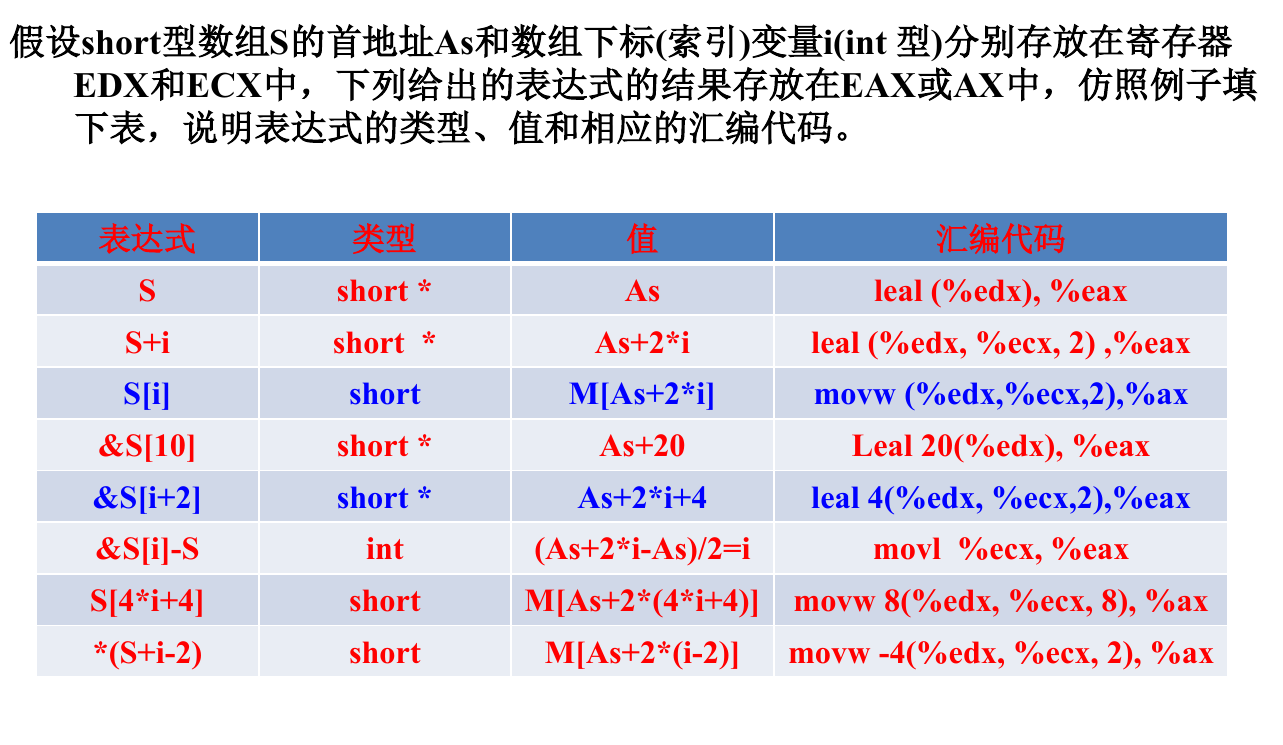 假设short型数组S的首地址As和数组下标(索引)变量i(int 型)分别存放在寄存器
EDX和ECX中，下列给出的表达式的结果存放在EAX或AX中，仿照例子填
下表，说明表达式的类型、值和相应的汇编代码。
表达式 类型 值 汇编代码
S short * As leal (%edx), %eax
S+i short * As+2*i leal (%edx, %ecx, 2) ,%eax
S[i] short M[As+2*i] movw (%edx,%ecx,2),%ax
&S[10] short * As+20 Leal 20(%edx), %eax
&S[i+2] short * As+2*i+4 leal 4(%edx, %ecx,2),%eax
&S[i]-S int (As+2*i-As)/2=i movl %ecx, %eax
S[4*i+4] short M[As+2*(4*i+4)] movw 8(%edx, %ecx, 8), %ax
*(S+i-2) short M[As+2*(i-2)] movw -4(%edx, %ecx, 2), %ax